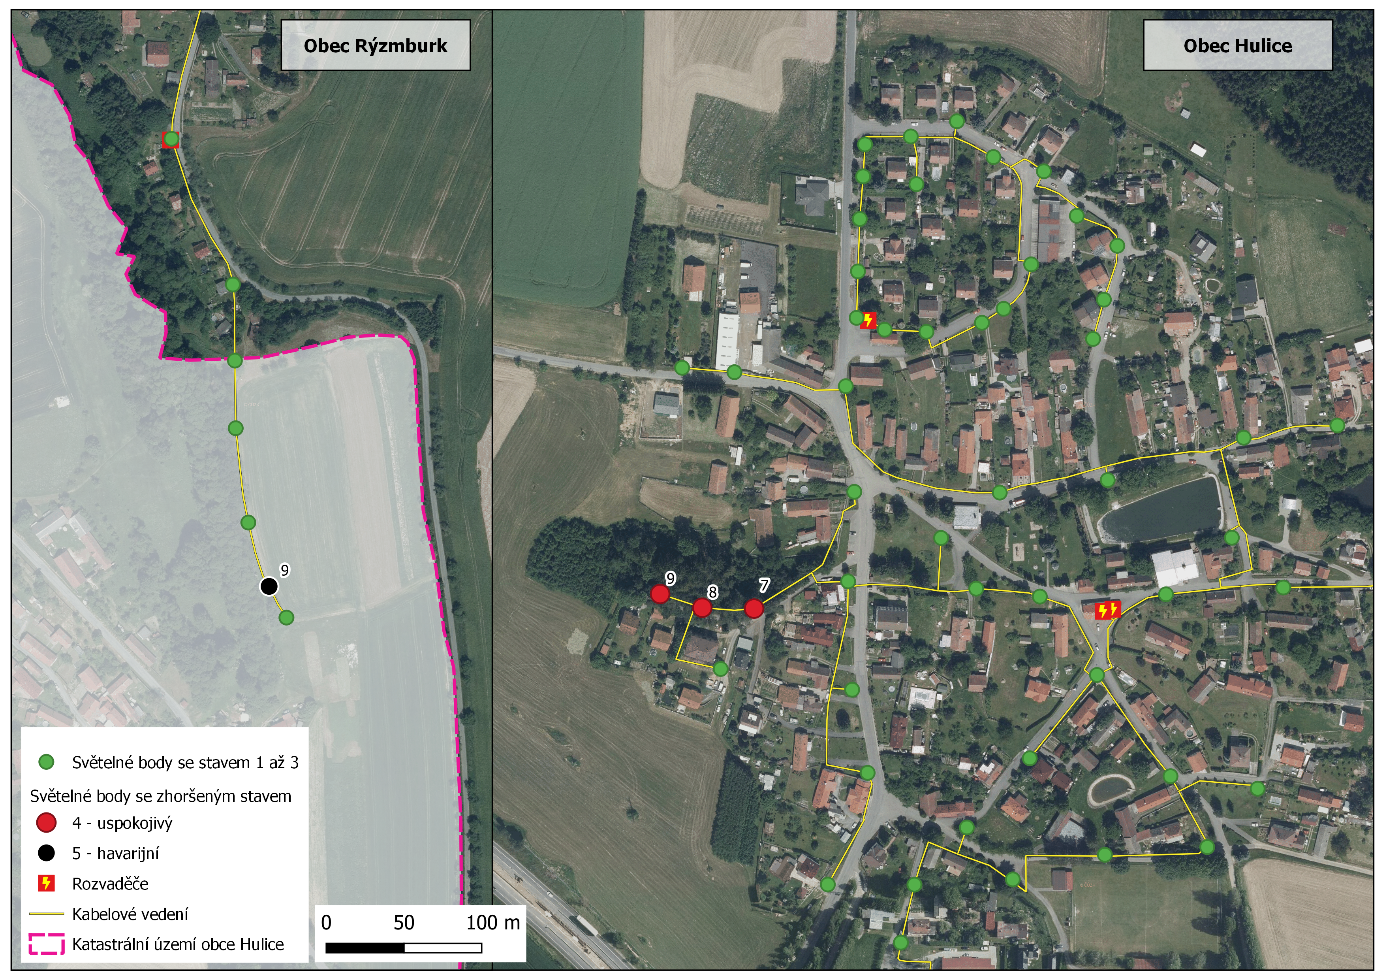 Obec Rýzmburk
Obec Hulice
9
9
8
7
Světelné body se stavem 1 až 3
Světelné body se zhoršeným stavem
4 - uspokojivý
5 - havarijní
Rozvaděče
Kabelové vedení
Katastrální území obce Hulice
0 50 100 m